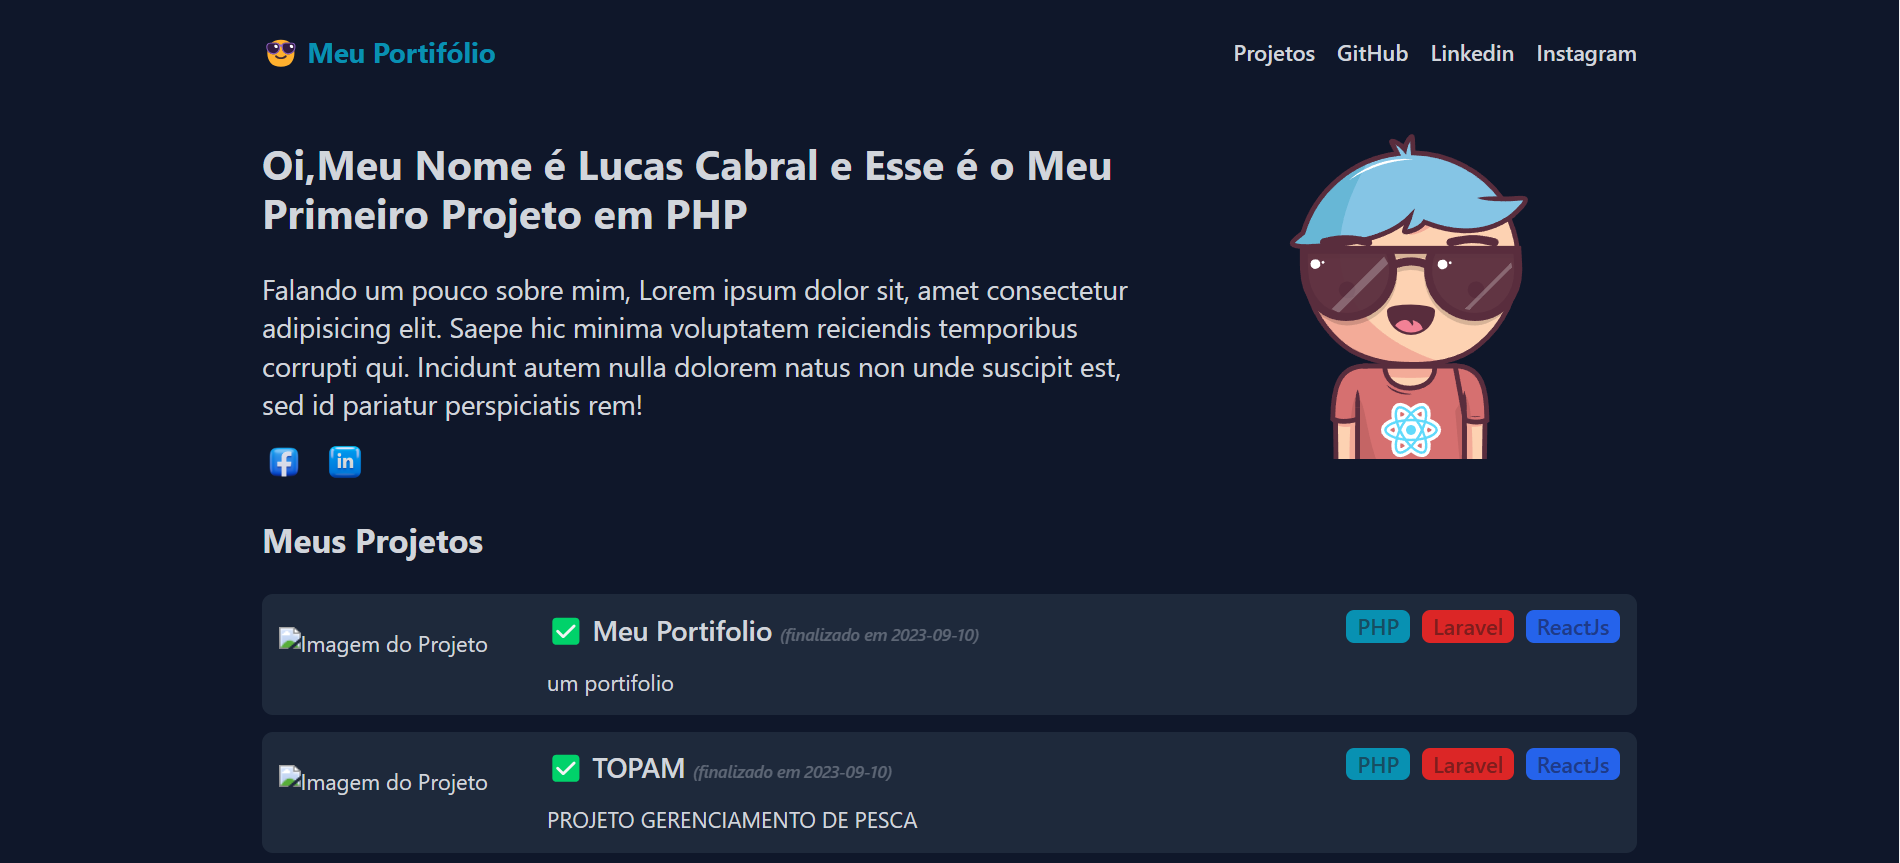 😎 Meu Portifólio
Projetos GitHub Linkedin Instagram
Oi,Meu Nome é Lucas Cabral e Esse é o Meu
Primeiro Projeto em PHP
Falando um pouco sobre mim, Lorem ipsum dolor sit, amet consectetur
adipisicing elit. Saepe hic minima voluptatem reiciendis temporibus
corrupti qui. Incidunt autem nulla dolorem natus non unde suscipit est,
sed id pariatur perspiciatis rem!
f in
Meus Projetos
Imagem do Projeto
✅ Meu Portifolio (finalizado em 2023-09-10)
PHP Laravel ReactJs
um portifolio
Imagem do Projeto
✅ TOPAM (finalizado em 2023-09-10)
PHP Laravel ReactJs
PROJETO GERENCIAMENTO DE PESCA